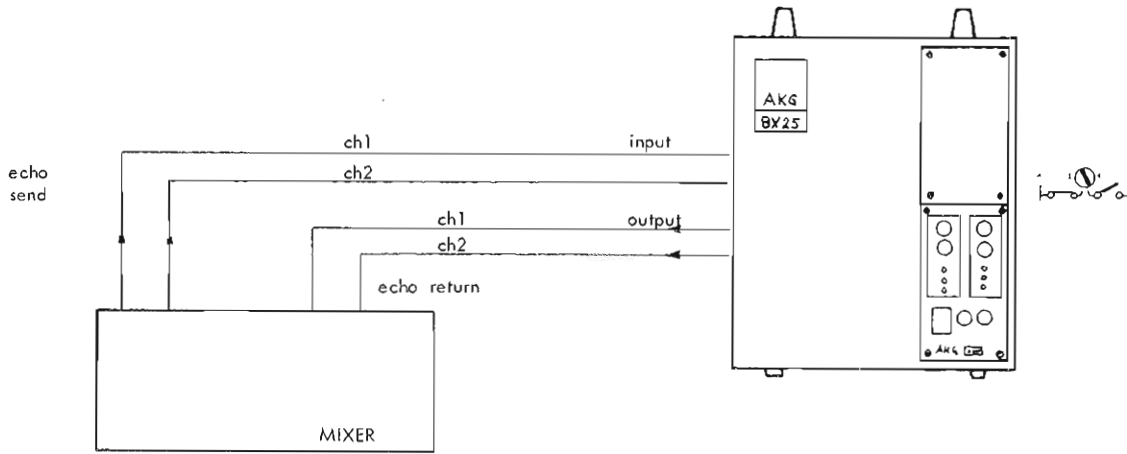 AKG
BX25
ch1
input
echo
send
ch2
ch1
output
ch2
echo return
AKG
MIXER